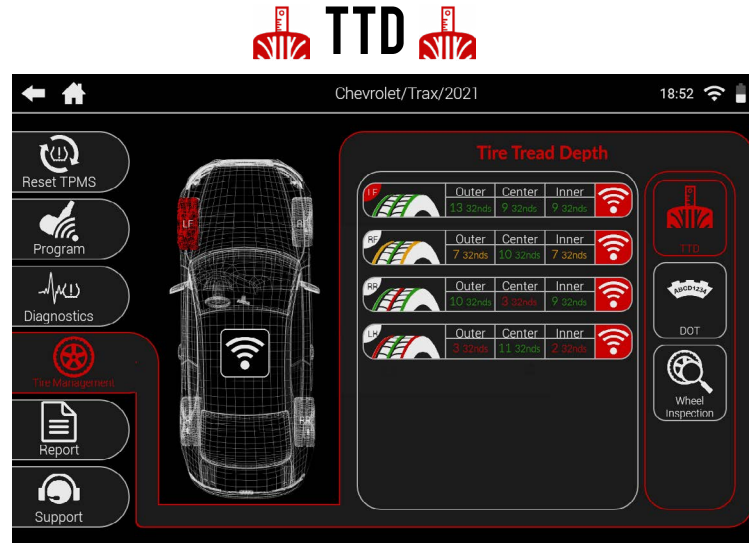 TTD
Chevrolet/Trax/2021
18:52
Reset TPMS
Program
Diagnostics
Tire Management
Report
Support
LF
RF
RR
Tire Tread Depth
LF Outer Center Inner
13 32nds 9 32nds 9 32nds
RF Outer Center Inner
7 32nds 10 32nds 7 32nds
RR Outer Center Inner
10 32nds 3 32nds 9 32nds
LR Outer Center Inner
3 32nds 11 32nds 2 32nds
TTD
ABCD1234
DOT
Wheel
Inspection